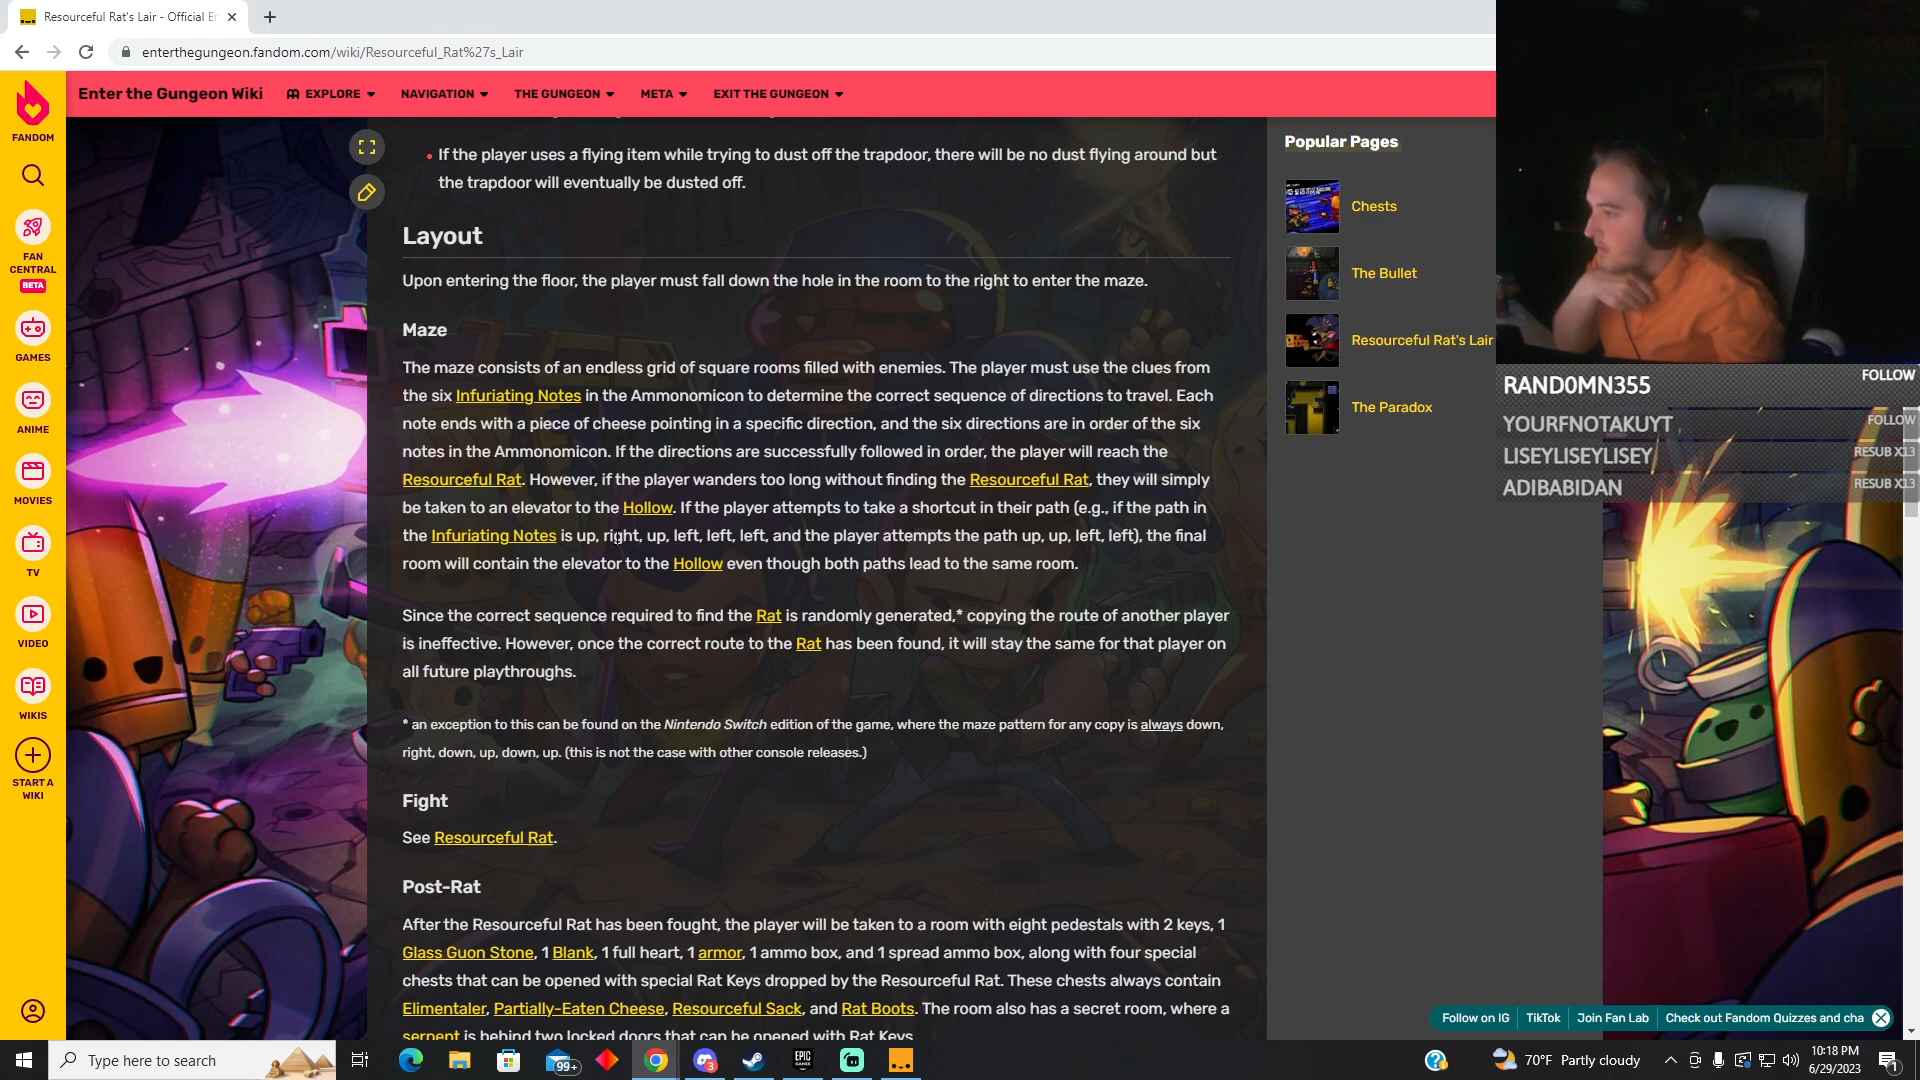 Resourceful Rat's Lair - Official Er
enterthegungeon.fandom.com/wiki/Resourceful_Rat%27s_Lair
Enter the Gungeon Wiki
EXPLORE
NAVIGATION
THE GUNGEON
META
EXIT THE GUNGEON
FANDOM
FAN CENTRAL
BETA
GAMES
ANIME
MOVIES
TV
VIDEO
WIKIS
START A WIKI
If the player uses a flying item while trying to dust off the trapdoor, there will be no dust flying around but
the trapdoor will eventually be dusted off.
Layout
Upon entering the floor, the player must fall down the hole in the room to the right to enter the maze.
Maze
The maze consists of an endless grid of square rooms filled with enemies. The player must use the clues from
the six Infuriating Notes in the Ammonomicon to determine the correct sequence of directions to travel. Each
note ends with a piece of cheese pointing in a specific direction, and the six directions are in order of the six
notes in the Ammonomicon. If the directions are successfully followed in order, the player will reach the
Resourceful Rat. However, if the player wanders too long without finding the Resourceful Rat, they will simply
be taken to an elevator to the Hollow. If the player attempts to take a shortcut in their path (e.g., if the path in
the Infuriating Notes is up, right, up, left, left, left, and the player attempts the path up, up, left, left), the final
room will contain the elevator to the Hollow even though both paths lead to the same room.
Since the correct sequence required to find the Rat is randomly generated,* copying the route of another player
is ineffective. However, once the correct route to the Rat has been found, it will stay the same for that player on
all future playthroughs.
* an exception to this can be found on the Nintendo Switch edition of the game, where the maze pattern for any copy is always down,
right, down, up, down, up. (this is not the case with other console releases.)
Fight
See Resourceful Rat.
Post-Rat
After the Resourceful Rat has been fought, the player will be taken to a room with eight pedestals with 2 keys, 1
Glass Guon Stone, 1 Blank, 1 full heart, 1 armor, 1 ammo box, and 1 spread ammo box, along with four special
chests that can be opened with special Rat Keys dropped by the Resourceful Rat. These chests always contain
Elimentaler, Partially-Eaten Cheese, Resourceful Sack, and Rat Boots. The room also has a secret room, where a
serpent is behind two locked doors that can be opened with Rat Keys.
Popular Pages
Chests
The Bullet
Resourceful Rat's Lair
The Paradox
RAND0MN355 FOLLOW
YOURFNOTAKUYT FOLLOW
LISEYLISEYLISEY RESUB X13
ADIBABIDAN RESUB X13
Follow on IG
TikTok
Join Fan Lab
Check out Fandom Quizzes and cha
Type here to search
99+
EPIC GAMES
3
70°F Partly cloudy
10:18 PM
6/29/2023
1